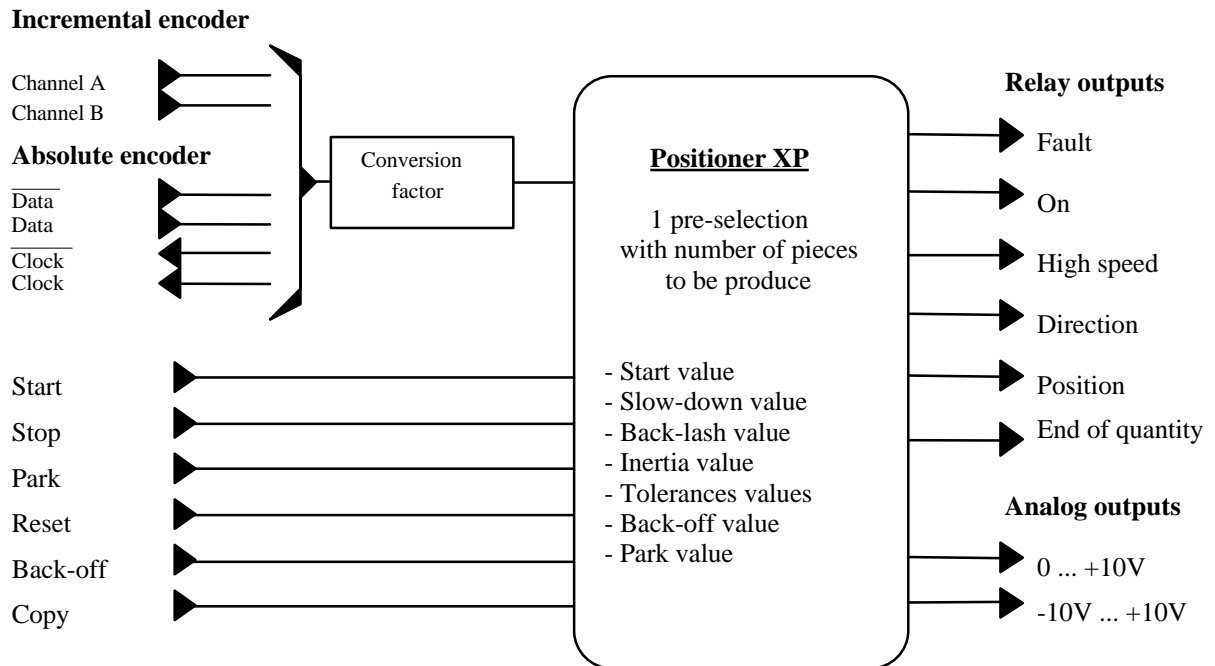 Incremental encoder
Channel A
Channel B
Absolute encoder
Data
Data
Clock
Clock
Conversion
factor
Start
Stop
Park
Reset
Back-off
Copy
Positioner XP
1 pre-selection
with number of pieces
to be produce
- Start value
- Slow-down value
- Back-lash value
- Inertia value
- Tolerances values
- Back-off value
- Park value
Relay outputs
Fault
On
High speed
Direction
Position
End of quantity
Analog outputs
0 ... +10V
-10V ... +10V